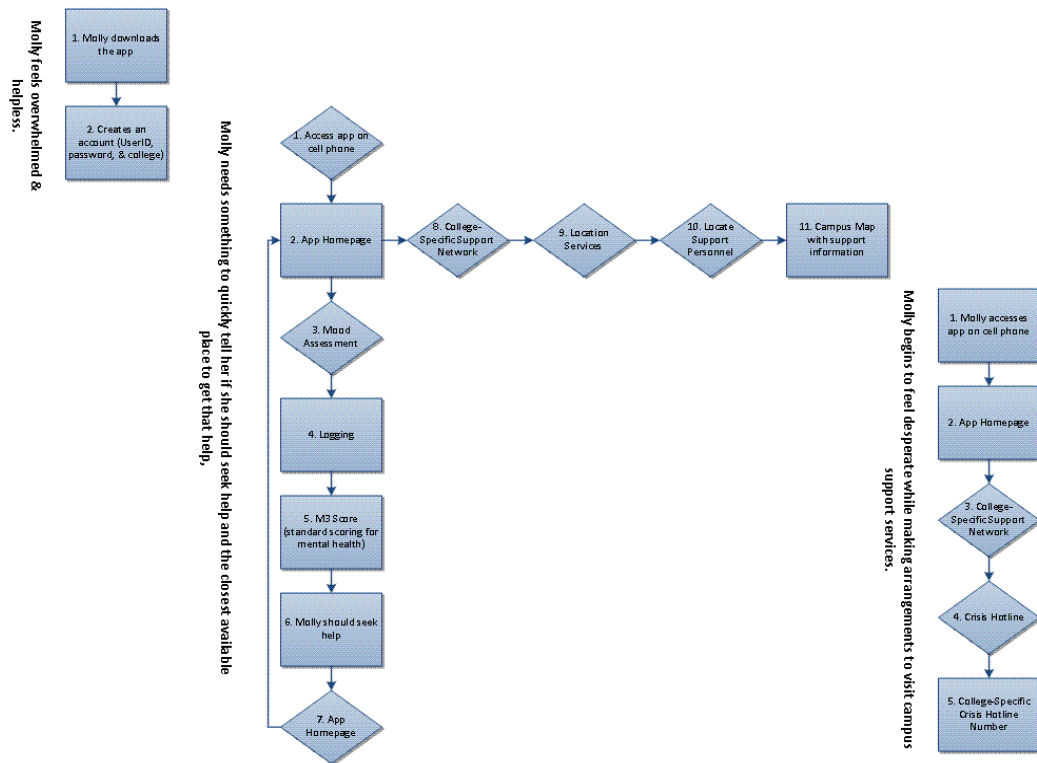 Molly feels overwhelmed &
helpless.
1. Molly downloads
the app
2. Creates an
account (UserID,
password, & college)
Molly needs something to quickly tell her if she should seek help and the closest available
place to get that help,
1. Access app on
cell phone
2. App Homepage
3. Mood
Assessment
4. Logging
5. M3 Score
(standard scoring for
mental health)
6. Molly should seek
help
7. App
Homepage
8. College-
Specific Support
Network
9. Location
Services
10. Locate
Support
Personnel
11. Campus Map
with support
information
Molly begins to feel desperate while making arrangements to visit campus
support services.
1. Molly accesses
app on cell phone
2. App Homepage
3. College-
Specific Support
Network
4. Crisis Hotline
5. College-Specific
Crisis Hotline
Number